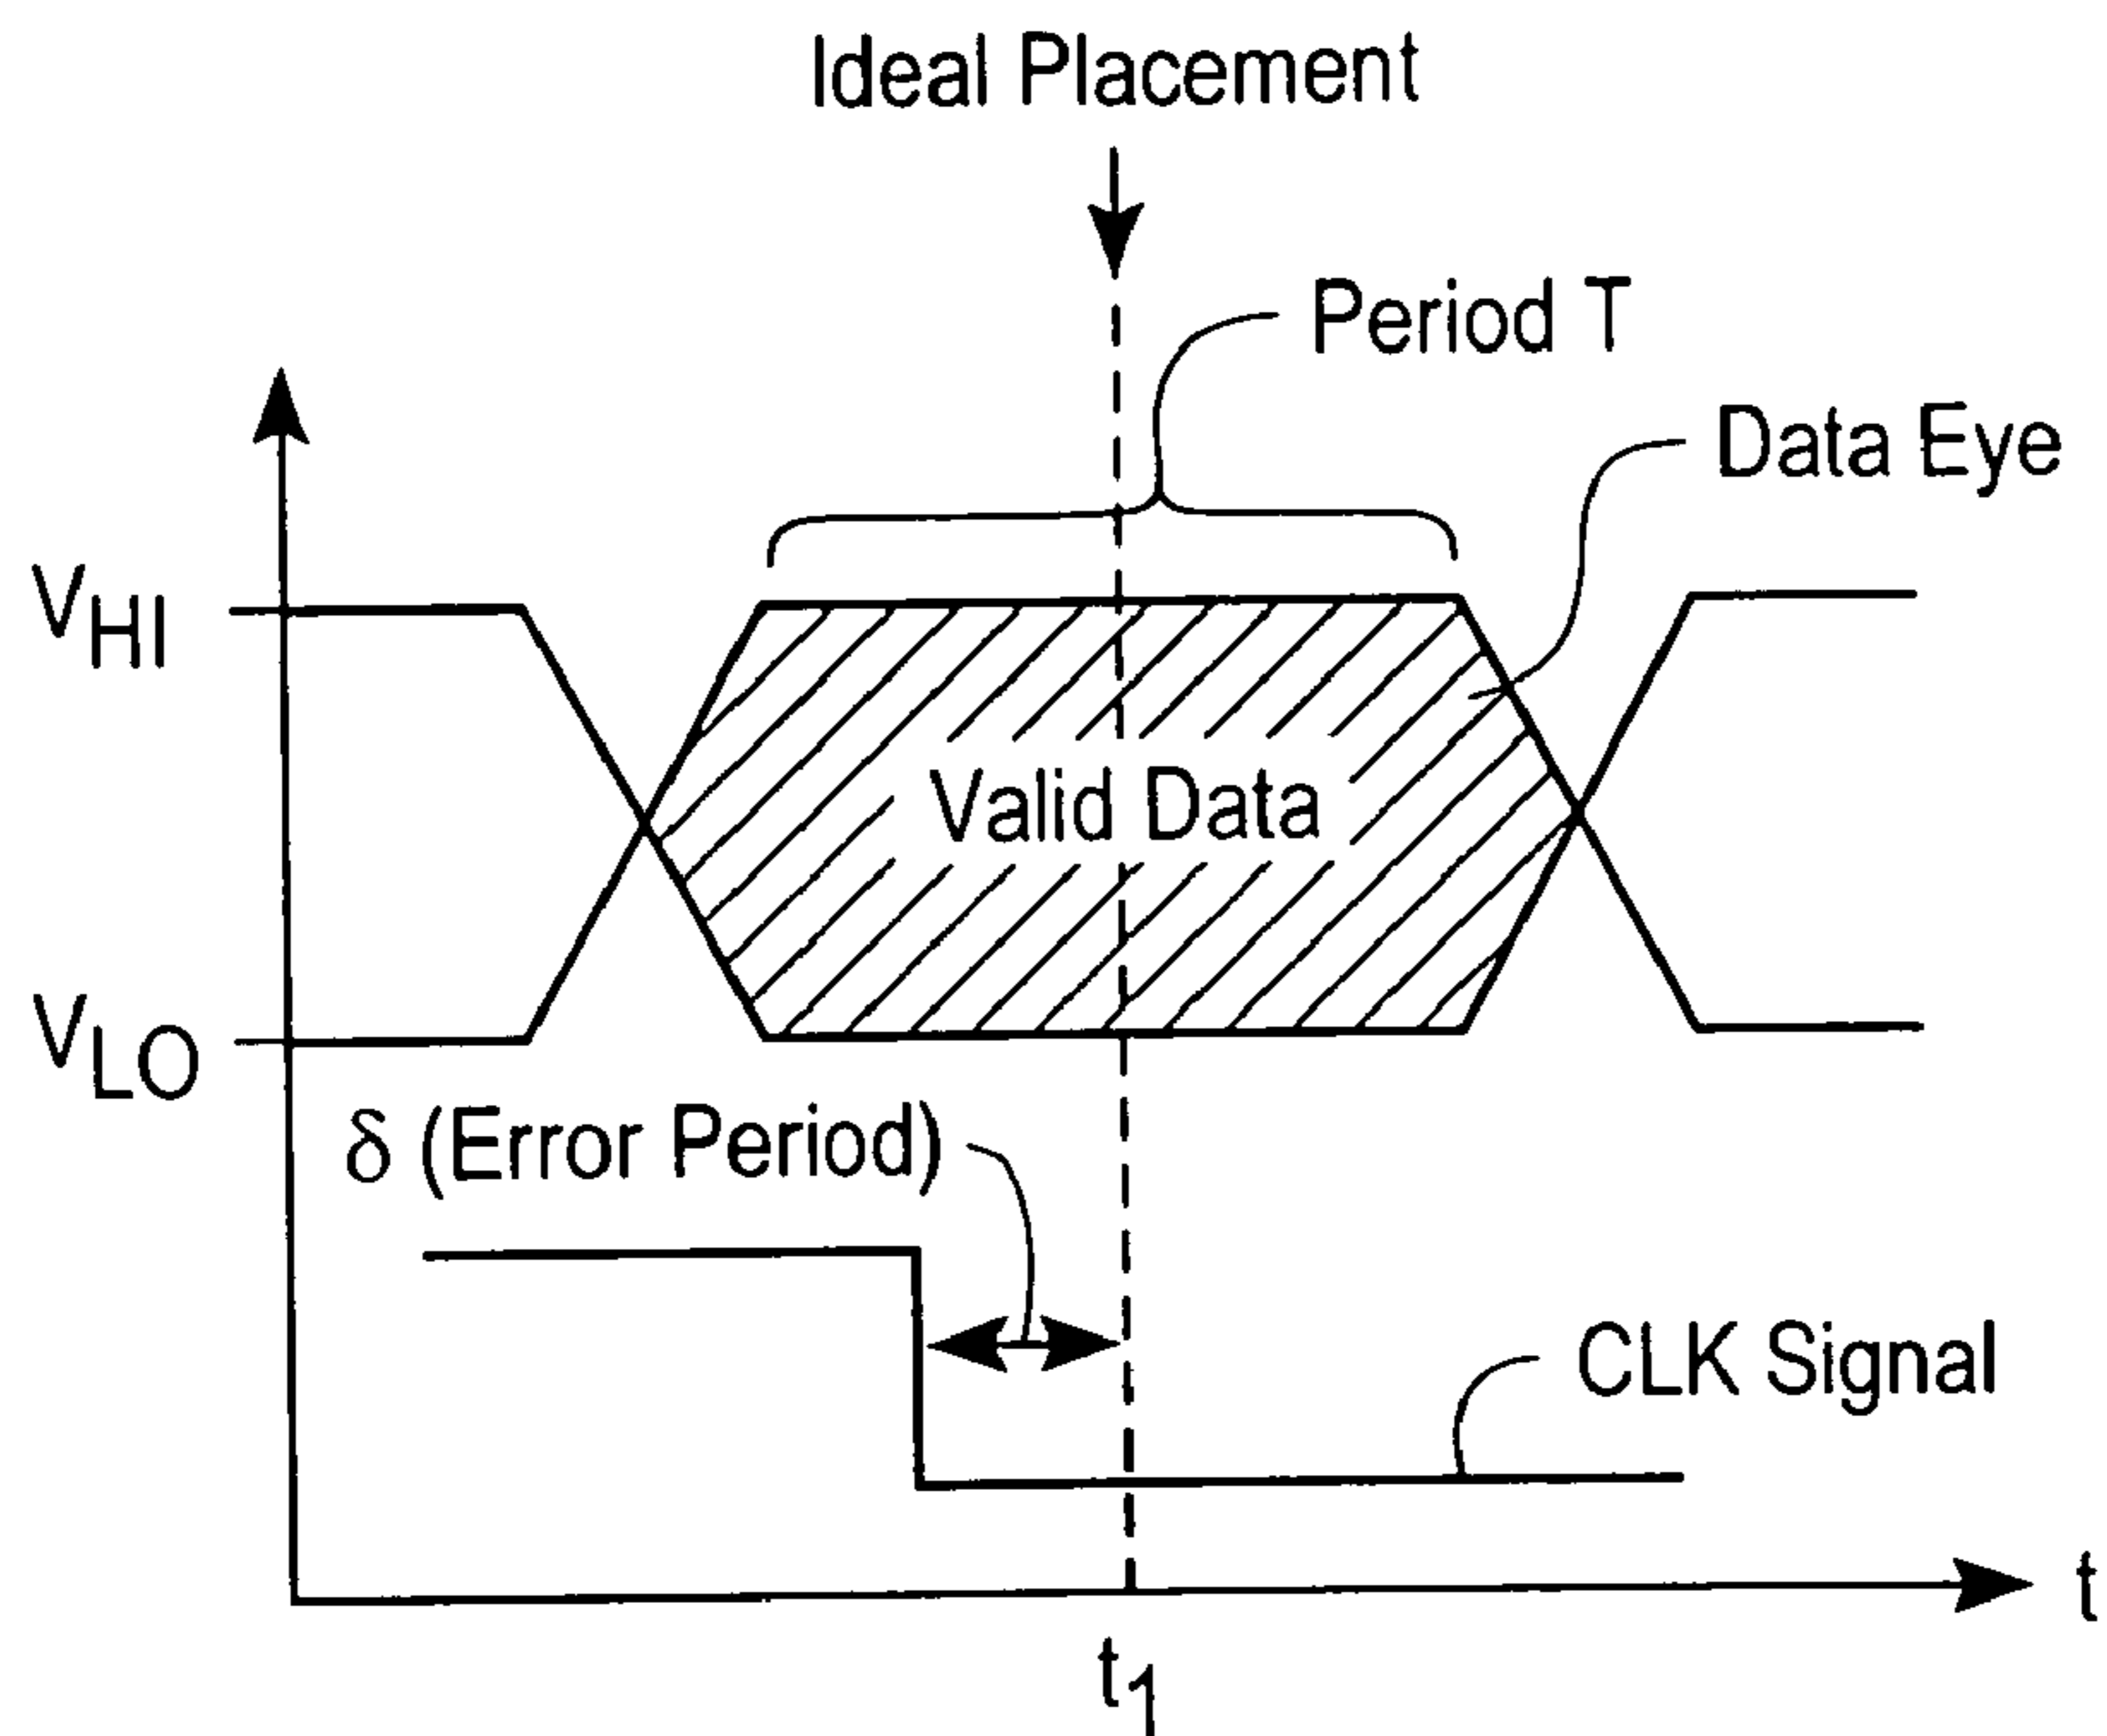 Ideal Placement
Period T
Data Eye
VHI
Valid Data
VLO
δ (Error Period)
CLK Signal
t
t1